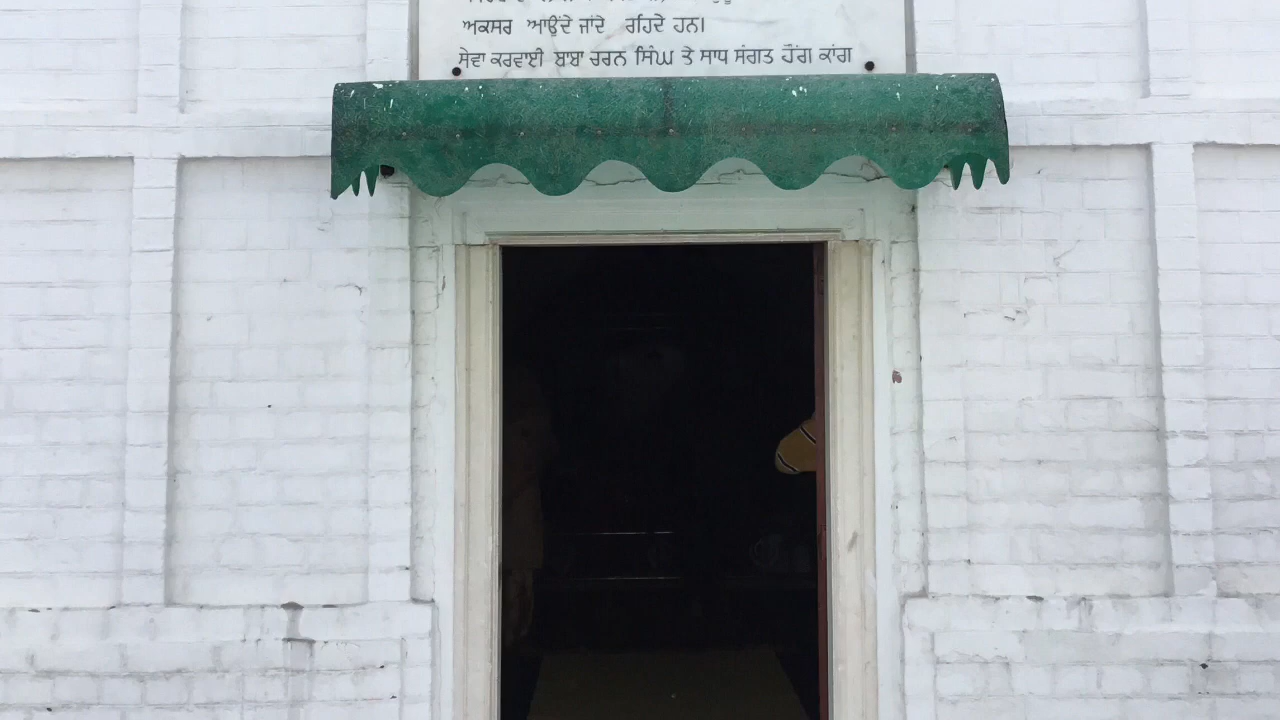 ਅਕਸਰ ਆਉਂਦੇ ਜਾਂਦੇ ਰਹਿਦੇ ਹਨ।
ਸੇਵਾ ਕਰਵਾਈ ਬਾਬਾ ਚਰਨ ਸਿੰਘ ਤੇ ਸਾਧ ਸੰਗਤ ਹੌਂਗ ਕਾਂਗ